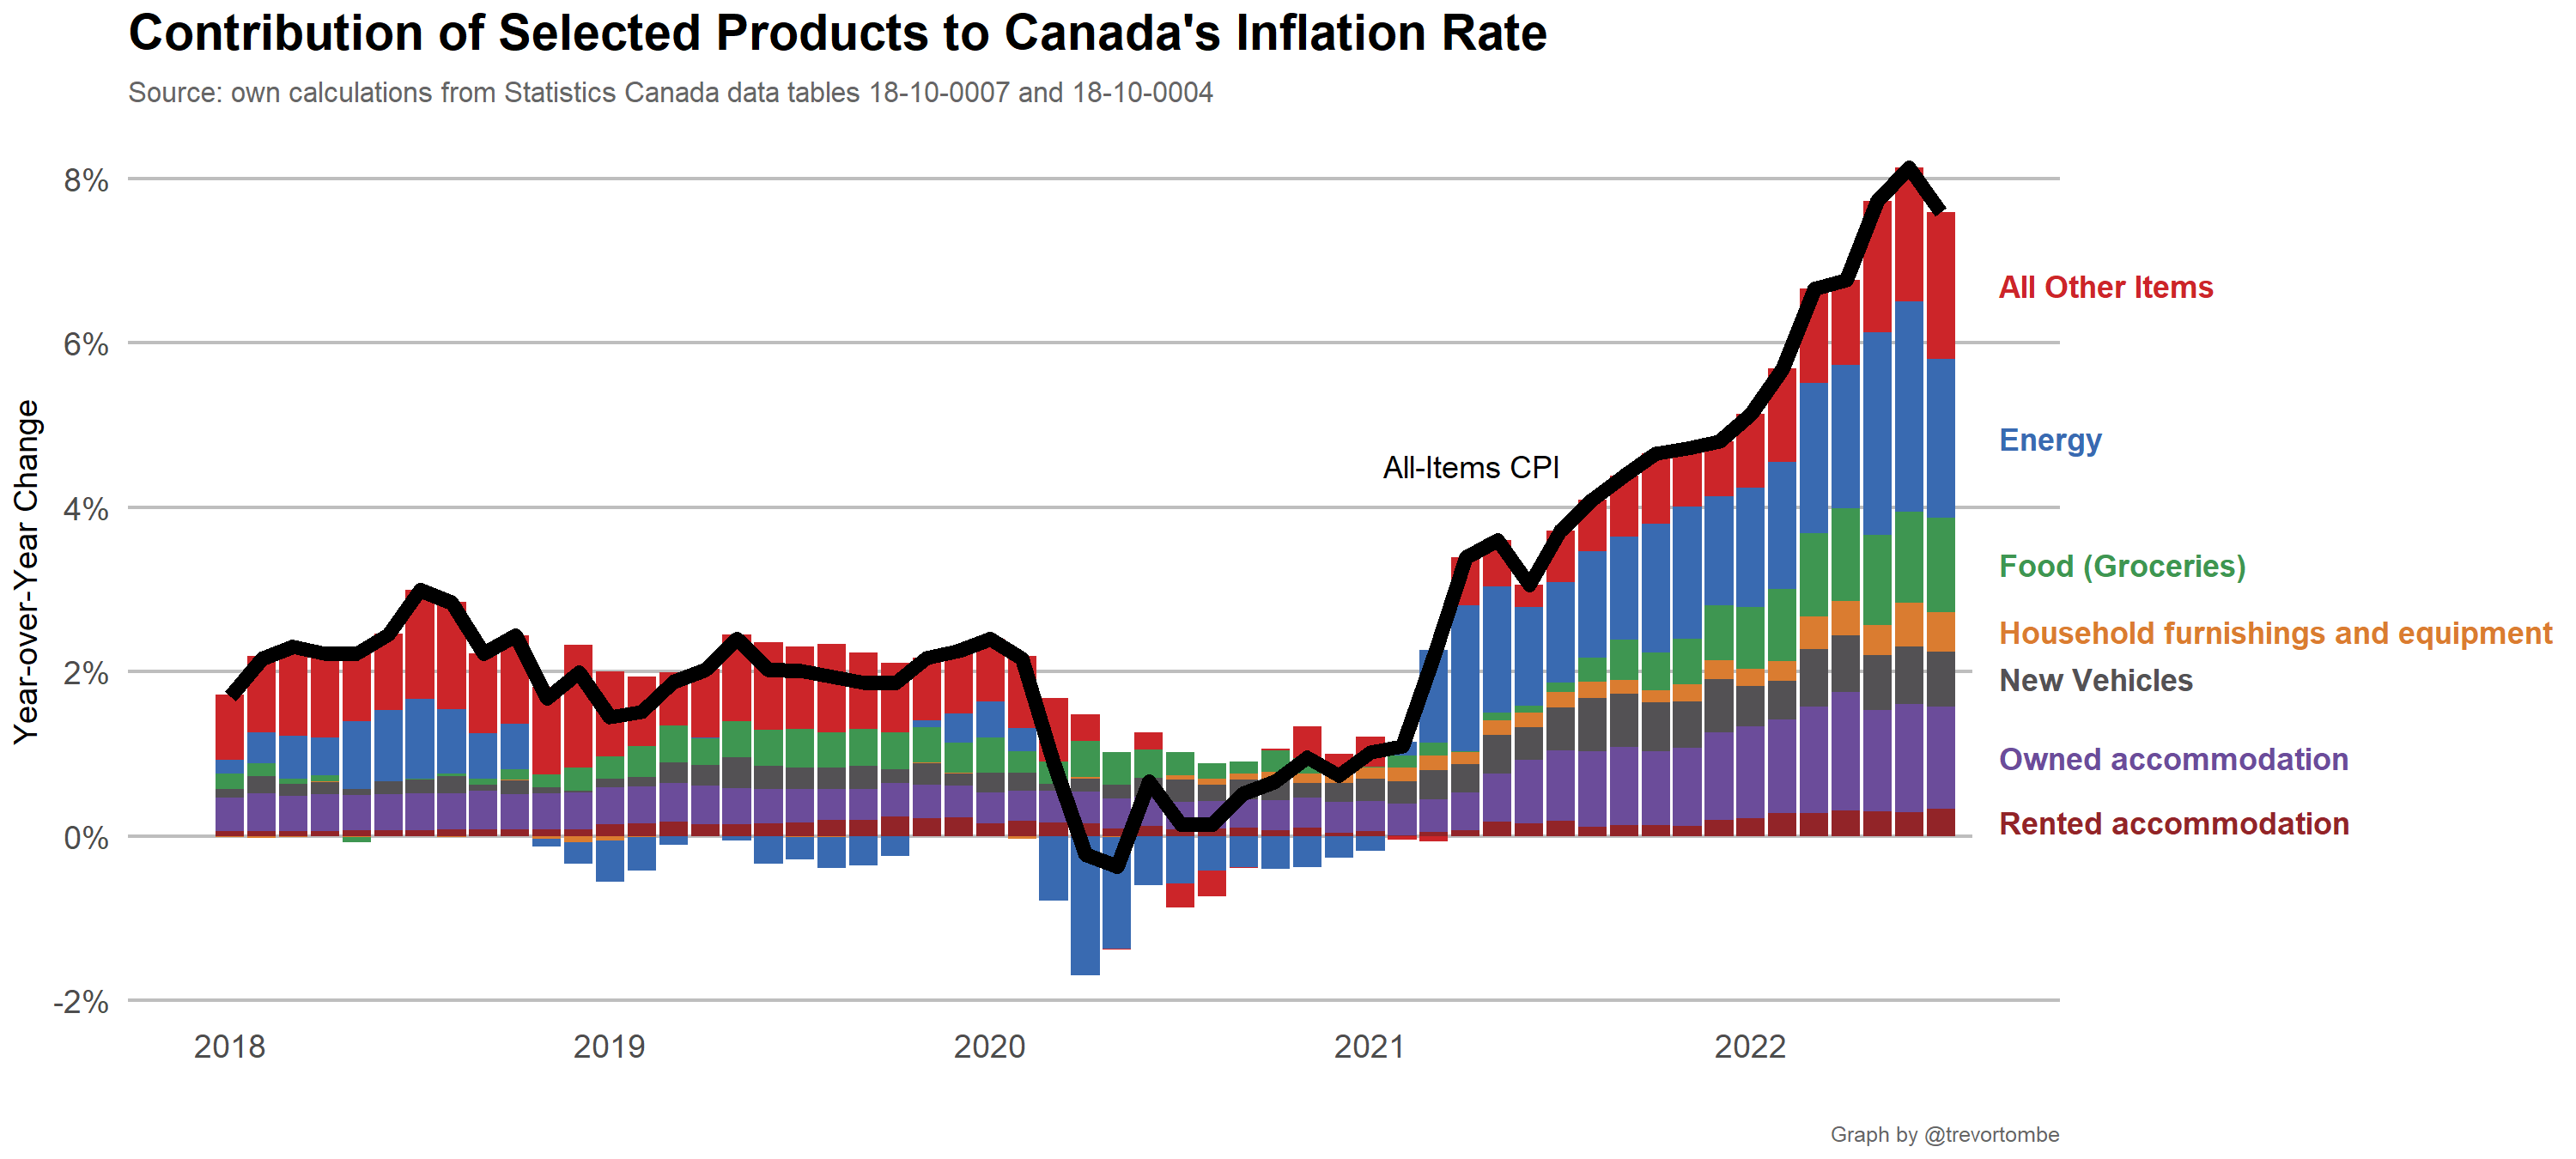 Contribution of Selected Products to Canada's Inflation Rate
Source: own calculations from Statistics Canada data tables 18-10-0007 and 18-10-0004
Year-over-Year Change
8%
6%
4%
2%
0%
-2%
All-Items CPI
All Other Items
Energy
Food (Groceries)
Household furnishings and equipment
New Vehicles
Owned accommodation
Rented accommodation
2018
2019
2020
2021
2022
Graph by @trevortombe